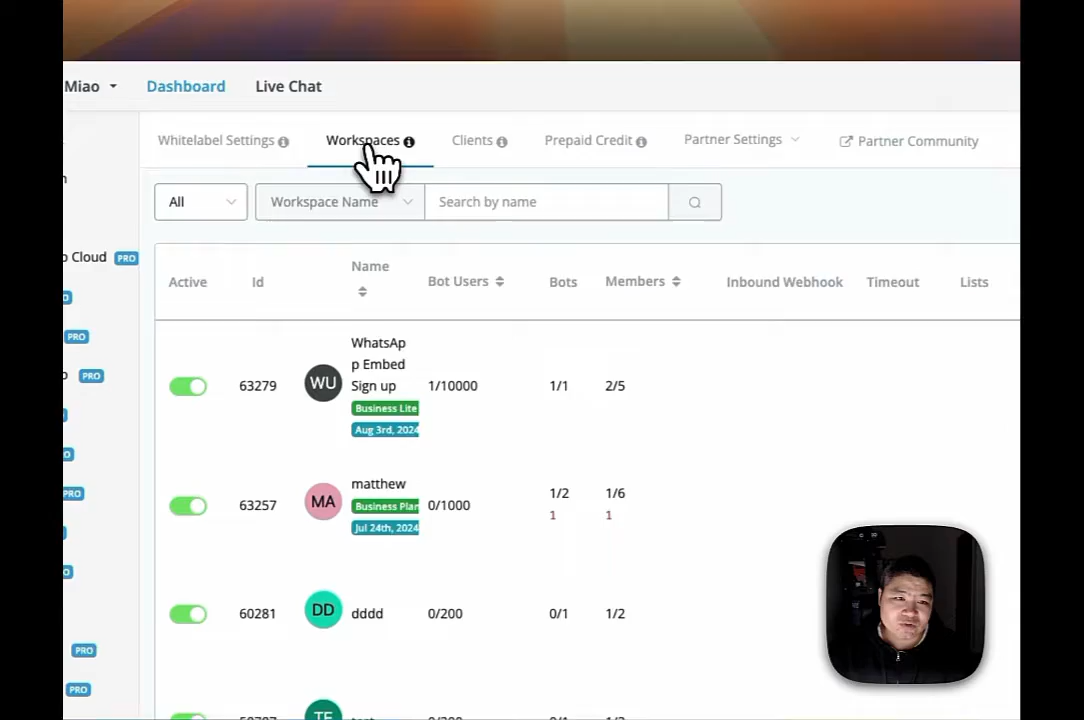 Miao
Dashboard
Live Chat
Whitelabel Settings
Workspaces
Clients
Prepaid Credit
Partner Settings
Partner Community
All
Workspace Name
Search by name
Cloud PRO
PRO
PRO
PRO
PRO
PRO
Active
Id
Name
Bot Users
Bots
Members
Inbound Webhook
Timeout
Lists
63279
WU
WhatsAp
p Embed
Sign up
Business Lite
Aug 3rd, 2024
1/10000
1/1
2/5
63257
MA
matthew
Business Plan
Jul 24th, 2024
0/1000
1/2
1
1/6
1
60281
DD
dddd
0/200
0/1
1/2